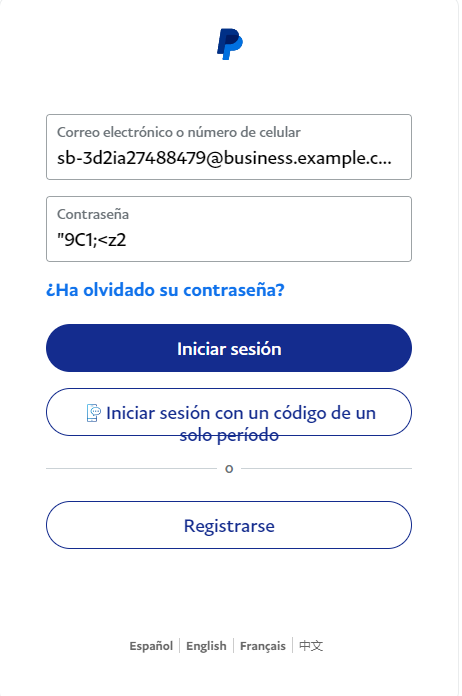 Correo electrónico o número de celular
sb-3d2ia27488479@business.example.c...
Contraseña
"9C1;<z2
¿Ha olvidado su contraseña?
Iniciar sesión
Iniciar sesión con un código de un
solo período
o
Registrarse
Español English Français 中文